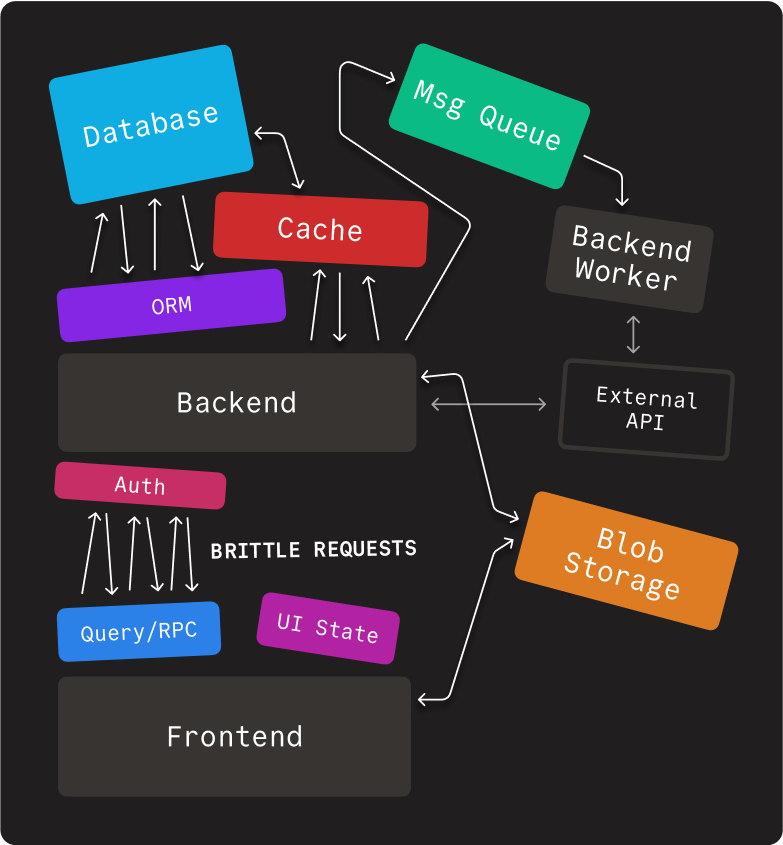 Database
Msg Queue
Cache
Backend
Worker
ORM
Backend
External
API
Auth
BRITTLE REQUESTS
Blob
Storage
Query/RPC
UI State
Frontend